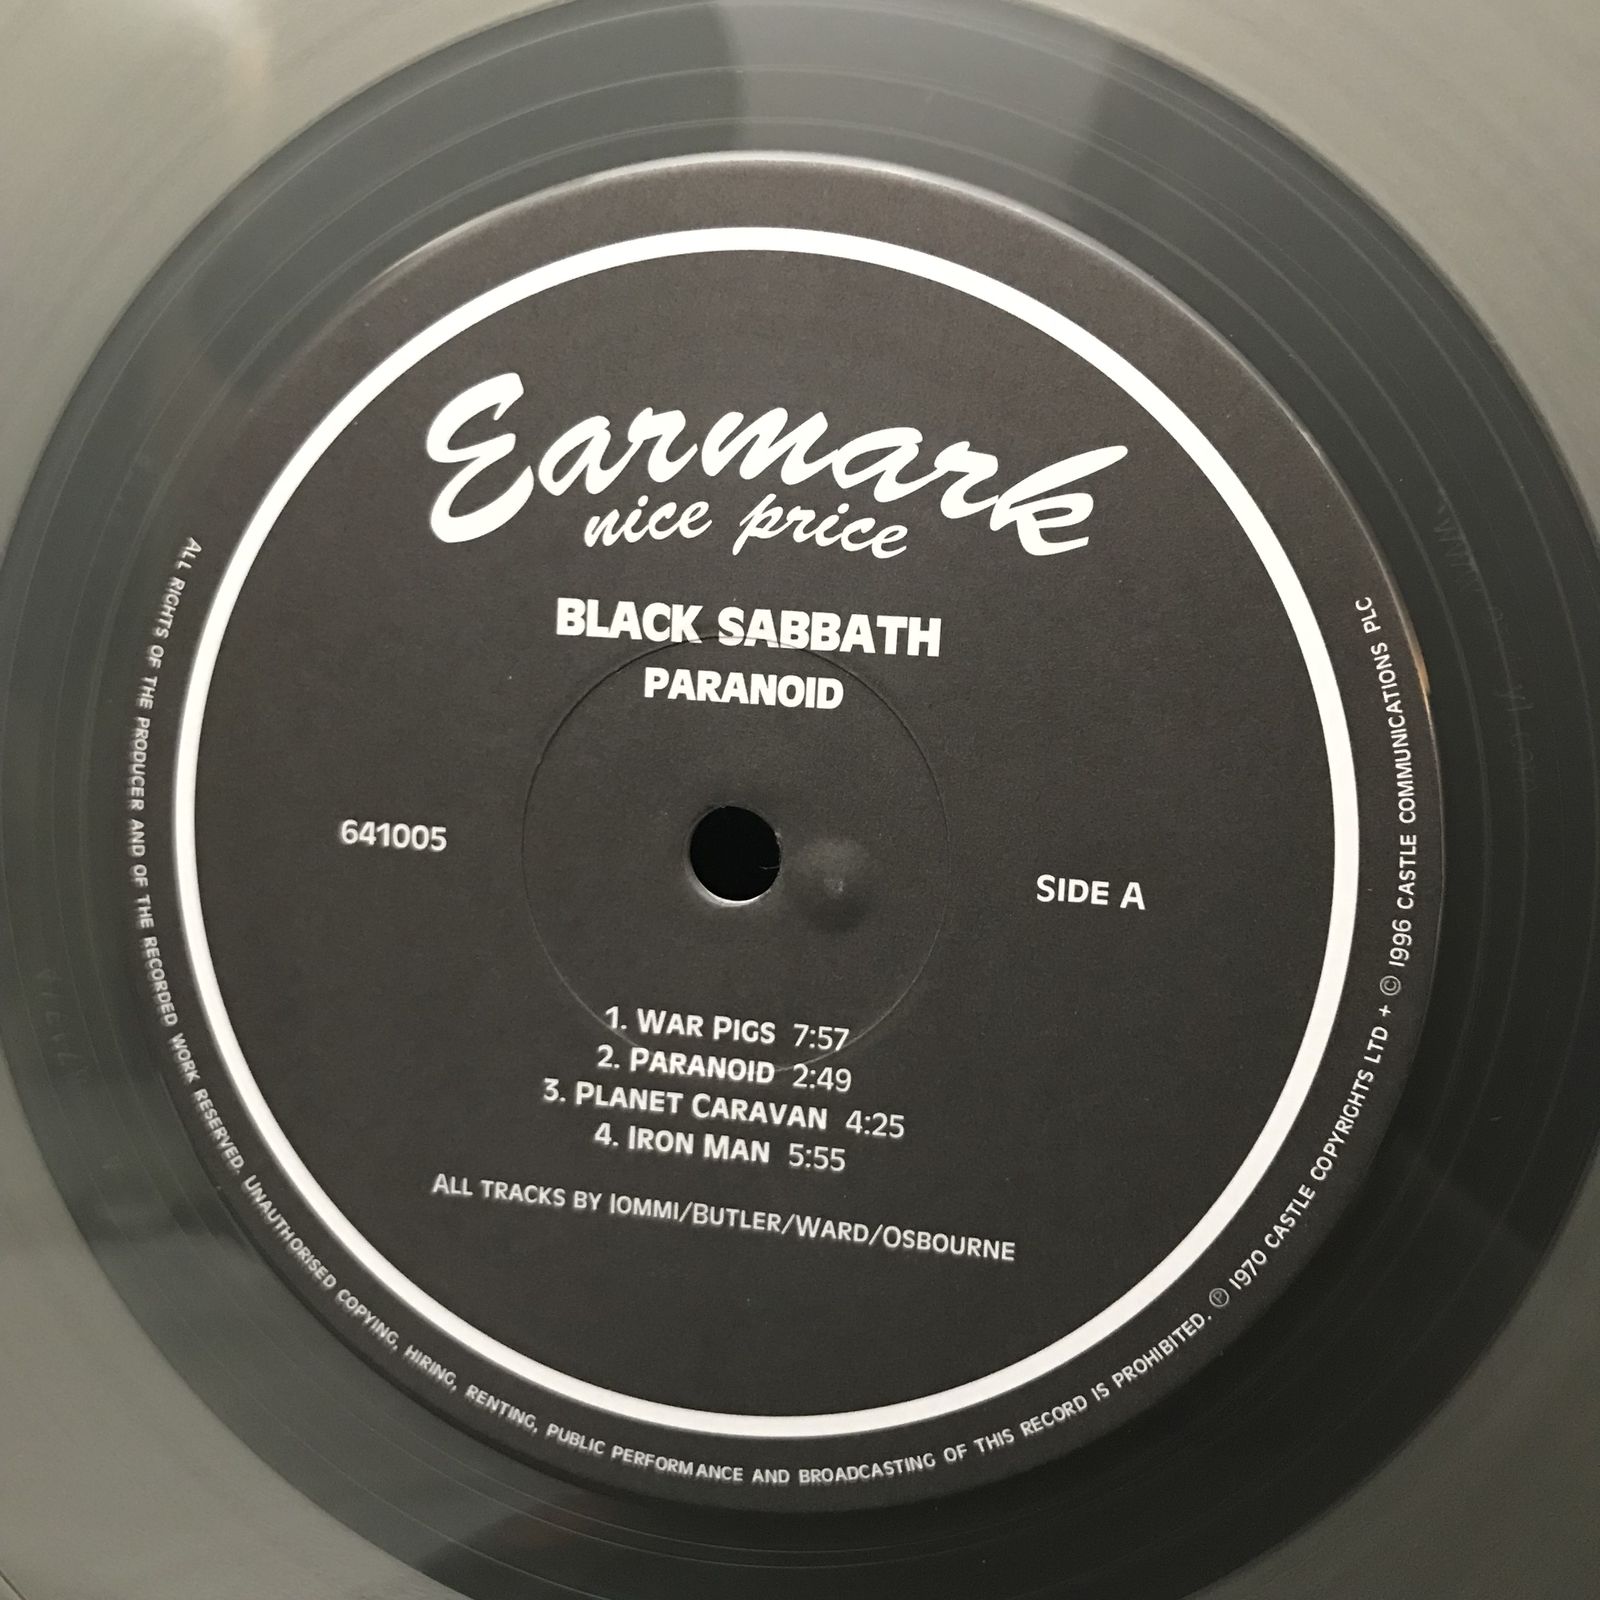 Earmark
nice price
BLACK SABBATH
PARANOID
641005
SIDE A
1. WAR PIGS 7:57
2. PARANOID 2:49
3. PLANET CARAVAN 4:25
4. IRON MAN 5:55
ALL TRACKS BY IOMMI/BUTLER/WARD/OSBOURNE
ALL RIGHTS OF THE PRODUCER AND OF THE RECORDED WORK RESERVED. UNAUTHORISED COPYING, HIRING, RENTING, PUBLIC PERFORMANCE AND BROADCASTING OF THIS RECORD IS PROHIBITED. ℗ 1970 CASTLE COPYRIGHTS LTD + © 1996 CASTLE COMMUNICATIONS PLC